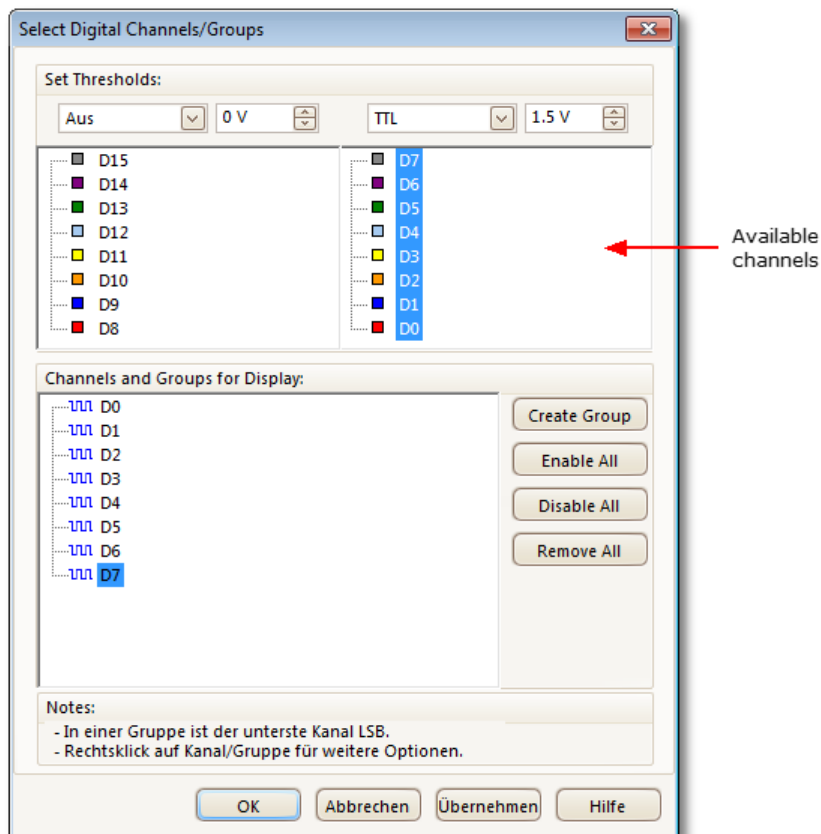 Select Digital Channels/Groups
Set Thresholds:
Aus 0 V TTL 1.5 V
D15
D14
D13
D12
D11
D10
D9
D8
D7
D6
D5
D4
D3
D2
D1
D0
Available
channels
Channels and Groups for Display:
D0
D1
D2
D3
D4
D5
D6
D7
Create Group
Enable All
Disable All
Remove All
Notes:
- In einer Gruppe ist der unterste Kanal LSB.
- Rechtsklick auf Kanal/Gruppe für weitere Optionen.
OK Abbrechen Übernehmen Hilfe